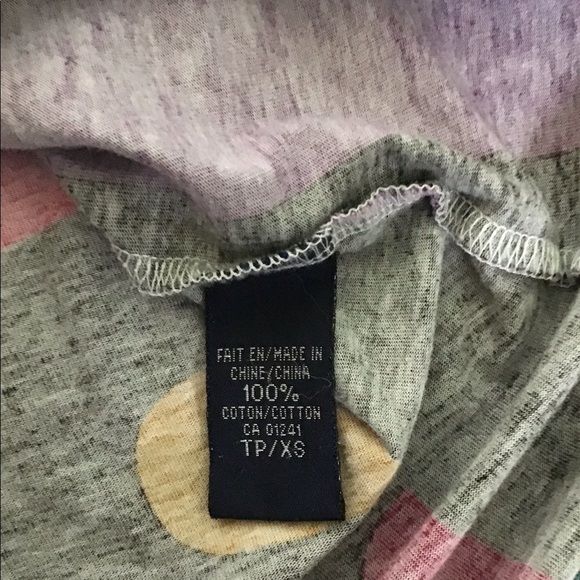 FAIT EN/MADE IN
CHINE/CHINA
100%
COTON/COTTON
CA 01241
TP/XS